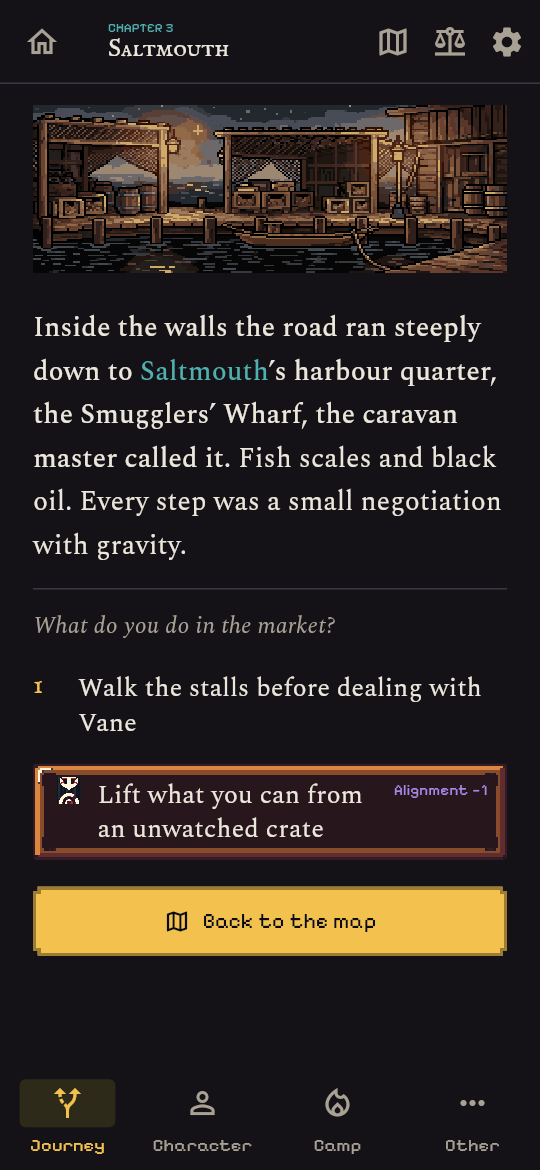 CHAPTER 3
Saltmouth
Inside the walls the road ran steeply
down to Saltmouth’s harbour quarter,
the Smugglers’ Wharf, the caravan
master called it. Fish scales and black
oil. Every step was a small negotiation
with gravity.
What do you do in the market?
1 Walk the stalls before dealing with
Vane
Lift what you can from Alignment -1
an unwatched crate
Back to the map
Journey Character Camp Other